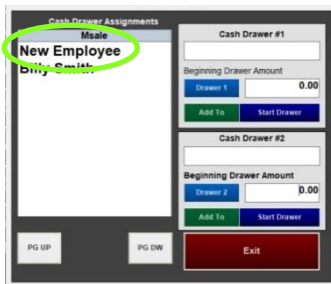 Cash Drawer Assignments
Msale
New Employee
Billy Smith
PG UP
PG DW
Cash Drawer #1
Beginning Drawer Amount
Drawer 1
0.00
Add To
Start Drawer
Cash Drawer #2
Beginning Drawer Amount
Drawer 2
0.00
Add To
Start Drawer
Exit